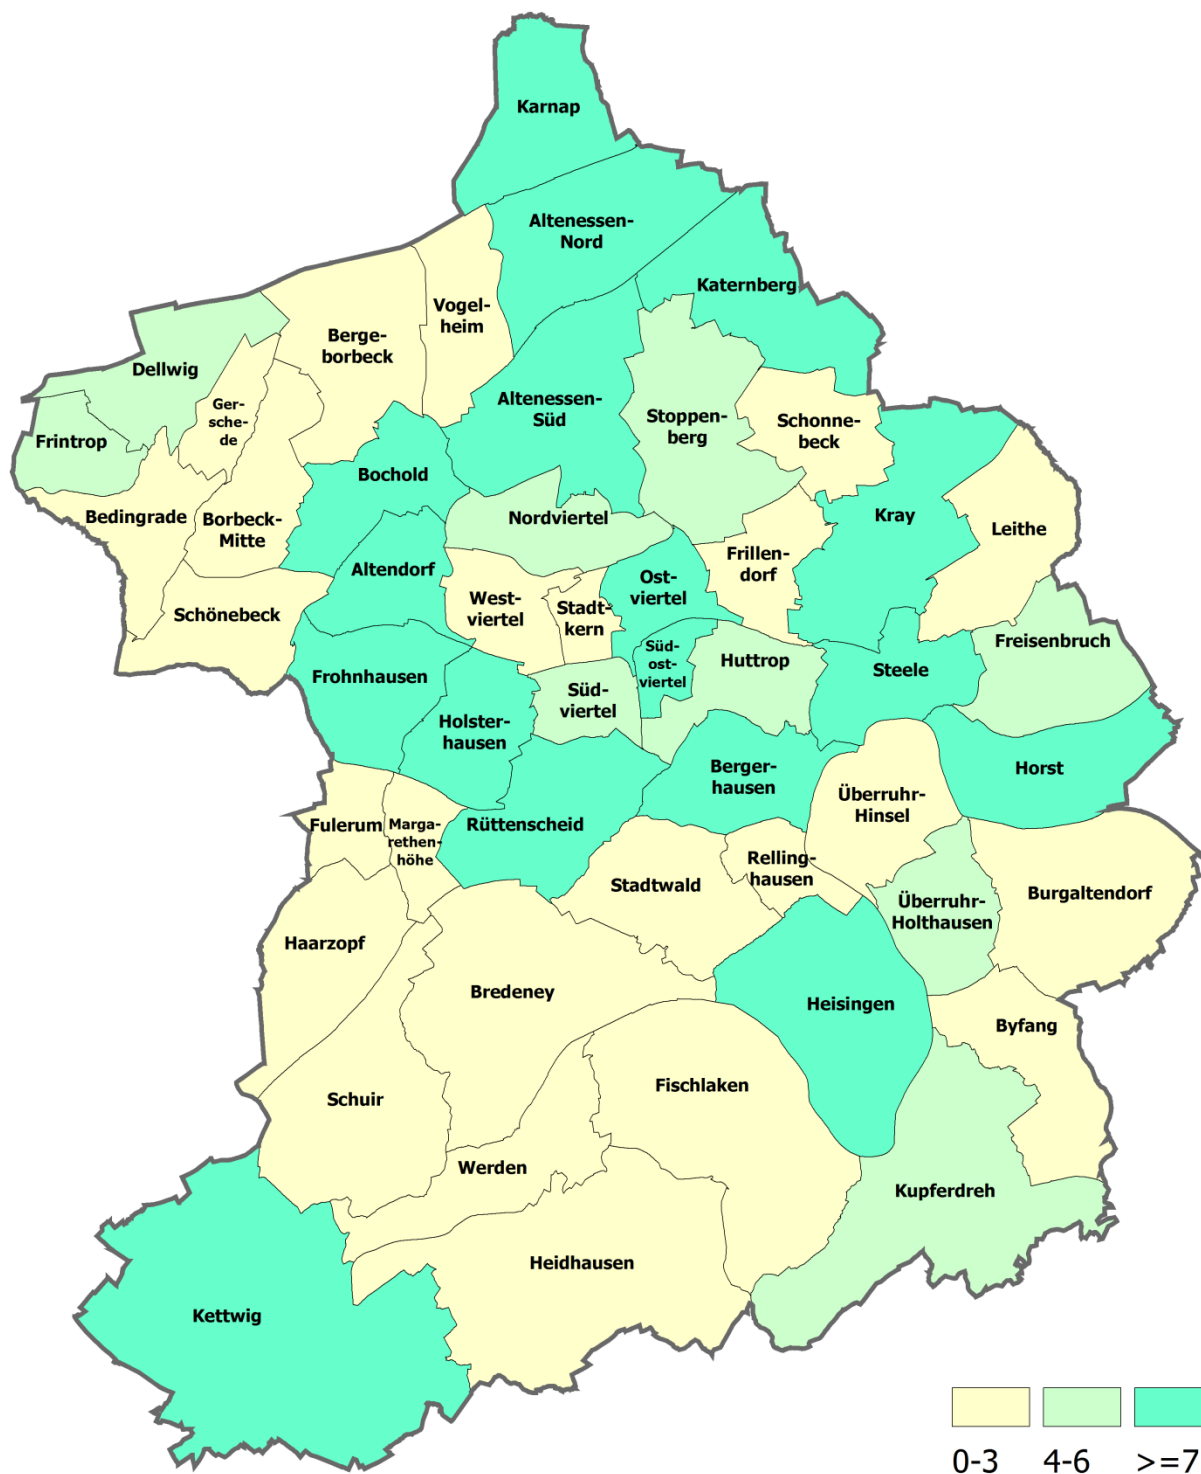 Karnap
Altenessen-
Nord
Katernberg
Vogel-
heim
Berge-
borbeck
Dellwig
Ger-
sche-
de
Frintrop
Altenessen-
Süd
Stoppen-
berg
Schonne-
beck
Bochold
Bedingrade
Borbeck-
Mitte
Nordviertel
Kray
Leithe
Frillen-
dorf
Altendorf
Ost-
viertel
West-
viertel
Stadt-
kern
Schönebeck
Freisenbruch
Süd-
ost-
viertel
Huttrop
Steele
Frohnhausen
Süd-
viertel
Holster-
hausen
Berger-
hausen
Horst
Überruhr-
Hinsel
Fulerum
Marga-
rethen-
höhe
Rüttenscheid
Relling-
hausen
Stadtwald
Burgaltendorf
Überruhr-
Holthausen
Haarzopf
Bredeney
Heisingen
Byfang
Fischlaken
Schuir
Werden
Kupferdreh
Heidhausen
Kettwig
0-3 4-6 >=7